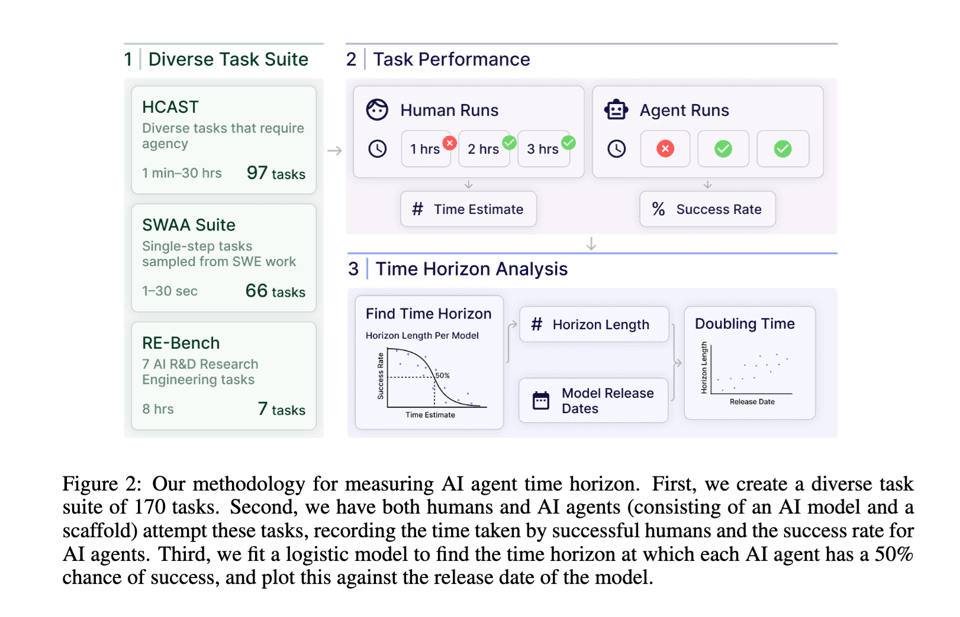 1 | Diverse Task Suite
HCAST
Diverse tasks that require
agency
1 min–30 hrs 97 tasks
SWAA Suite
Single-step tasks
sampled from SWE work
1–30 sec 66 tasks
RE-Bench
7 AI R&D Research
Engineering tasks
8 hrs 7 tasks
2 | Task Performance
Human Runs
1 hrs 2 hrs 3 hrs
# Time Estimate
Agent Runs
% Success Rate
3 | Time Horizon Analysis
Find Time Horizon
Horizon Length Per Model
Success Rate
50%
Time Estimate
# Horizon Length
Model Release
Dates
Doubling Time
Horizon Length
Release Date
Figure 2: Our methodology for measuring AI agent time horizon. First, we create a diverse task
suite of 170 tasks. Second, we have both humans and AI agents (consisting of an AI model and a
scaffold) attempt these tasks, recording the time taken by successful humans and the success rate for
AI agents. Third, we fit a logistic model to find the time horizon at which each AI agent has a 50%
chance of success, and plot this against the release date of the model.